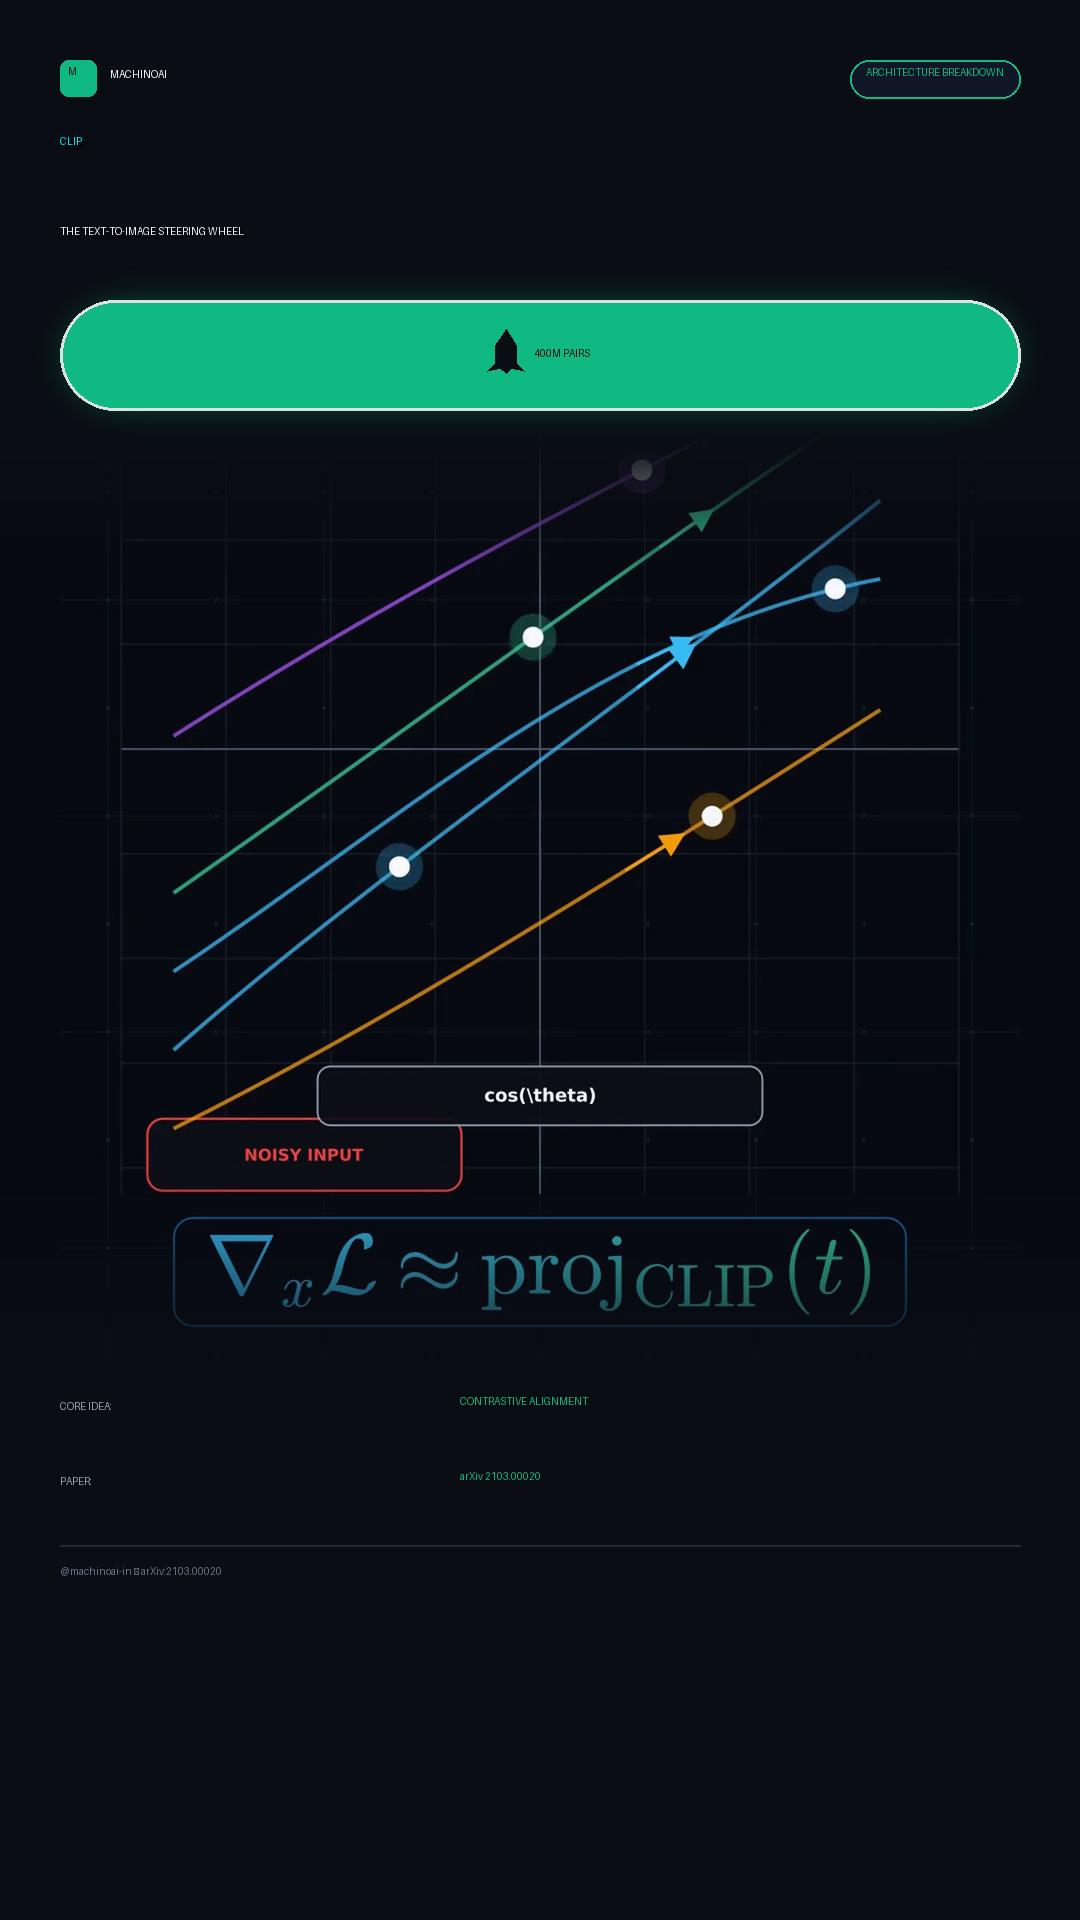 M
MACHINOAI
ARCHITECTURE BREAKDOWN
CLIP
THE TEXT-TO-IMAGE STEERING WHEEL
400M PAIRS
cos(\theta)
NOISY INPUT
∇ₓℒ ≈ proj_CLIP(t)
CORE IDEA:
CONTRASTIVE ALIGNMENT
PAPER:
arXiv 2103.00020
@machinoai-in ▯ arXiv:2103.00020